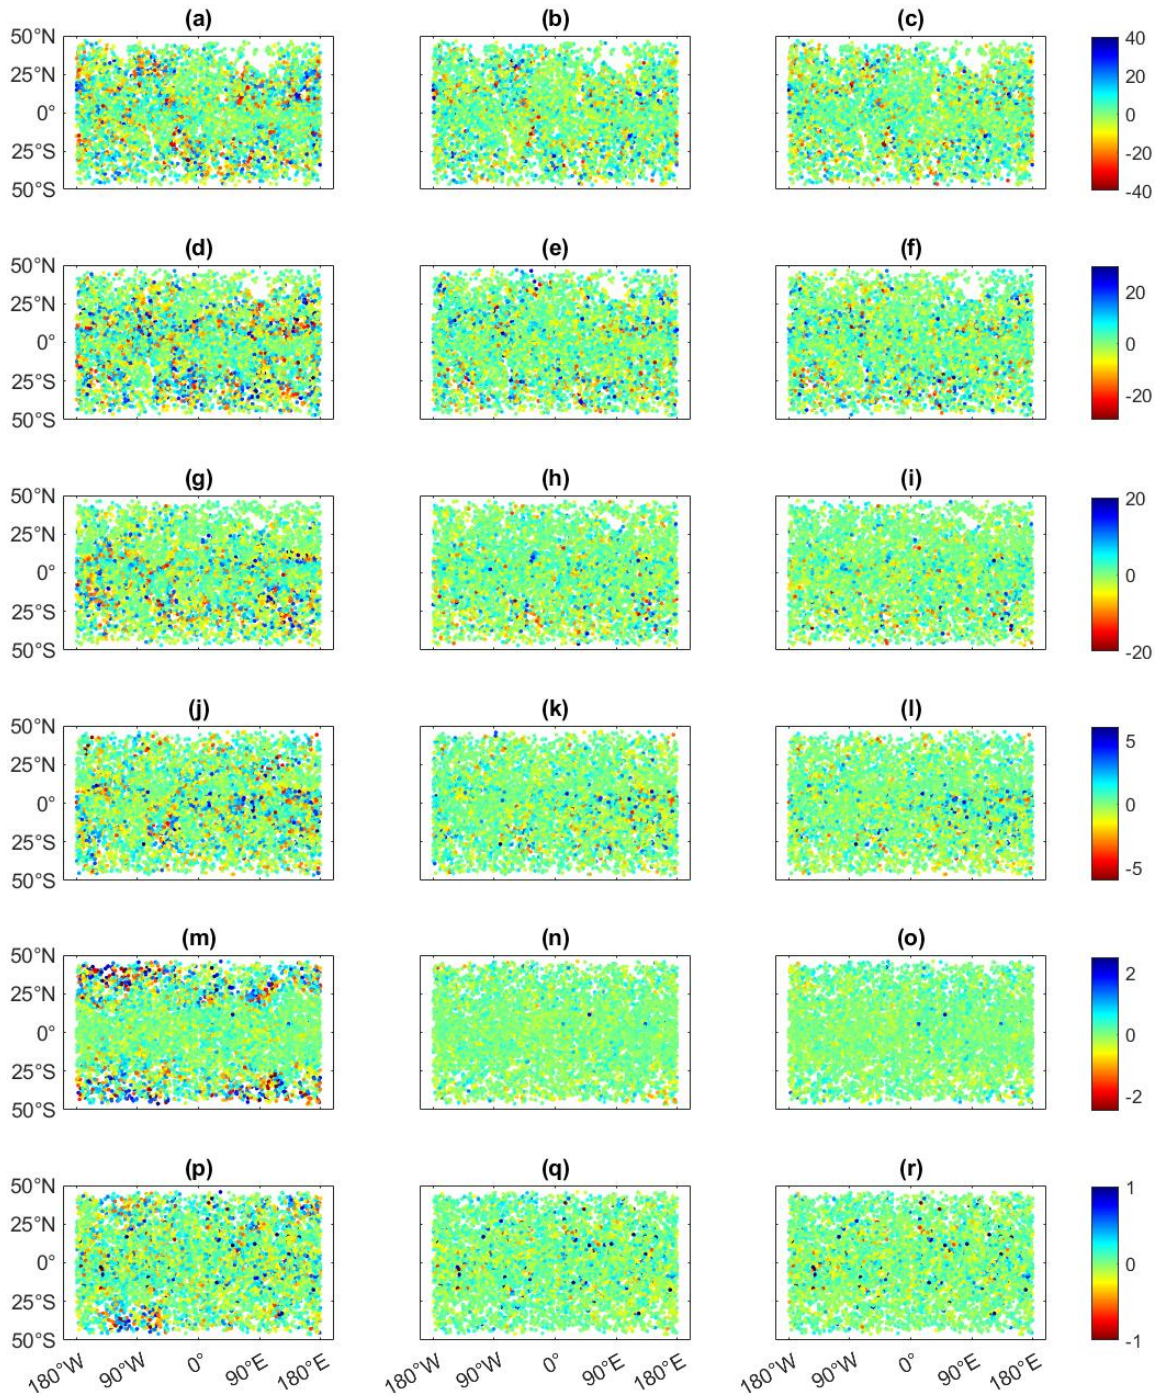 (a) (b) (c)
50°N 40
25°N 20
0° 0
25°S -20
50°S -40
(d) (e) (f)
50°N
25°N 20
0° 0
25°S -20
50°S
(g) (h) (i)
50°N 20
25°N 10
0° 0
25°S -10
50°S -20
(j) (k) (l)
50°N 5
25°N
0° 0
25°S
50°S -5
(m) (n) (o)
50°N 2
25°N
0° 0
25°S
50°S -2
(p) (q) (r)
50°N 1
25°N
0° 0
25°S
50°S -1
180°W 90°W 0° 90°E 180°E 180°W 90°W 0° 90°E 180°E 180°W 90°W 0° 90°E 180°E